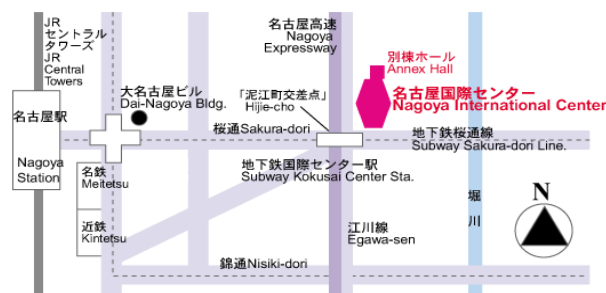 JR
セントラル
タワーズ
JR
Central
Towers
名古屋駅
Nagoya
Station
大名古屋ビル
Dai-Nagoya Bldg.
名古屋高速
Nagoya
Expressway
「泥江町交差点」
Hijie-cho
別棟ホール
Annex Hall
名古屋国際センター
Nagoya International Center
桜通Sakura-dori
地下鉄桜通線
Subway Sakura-dori Line.
地下鉄国際センター駅
Subway Kokusai Center Sta.
名鉄
Meitetsu
近鉄
Kintetsu
江川線
Egawa-sen
堀
川
N
錦通Nisiki-dori